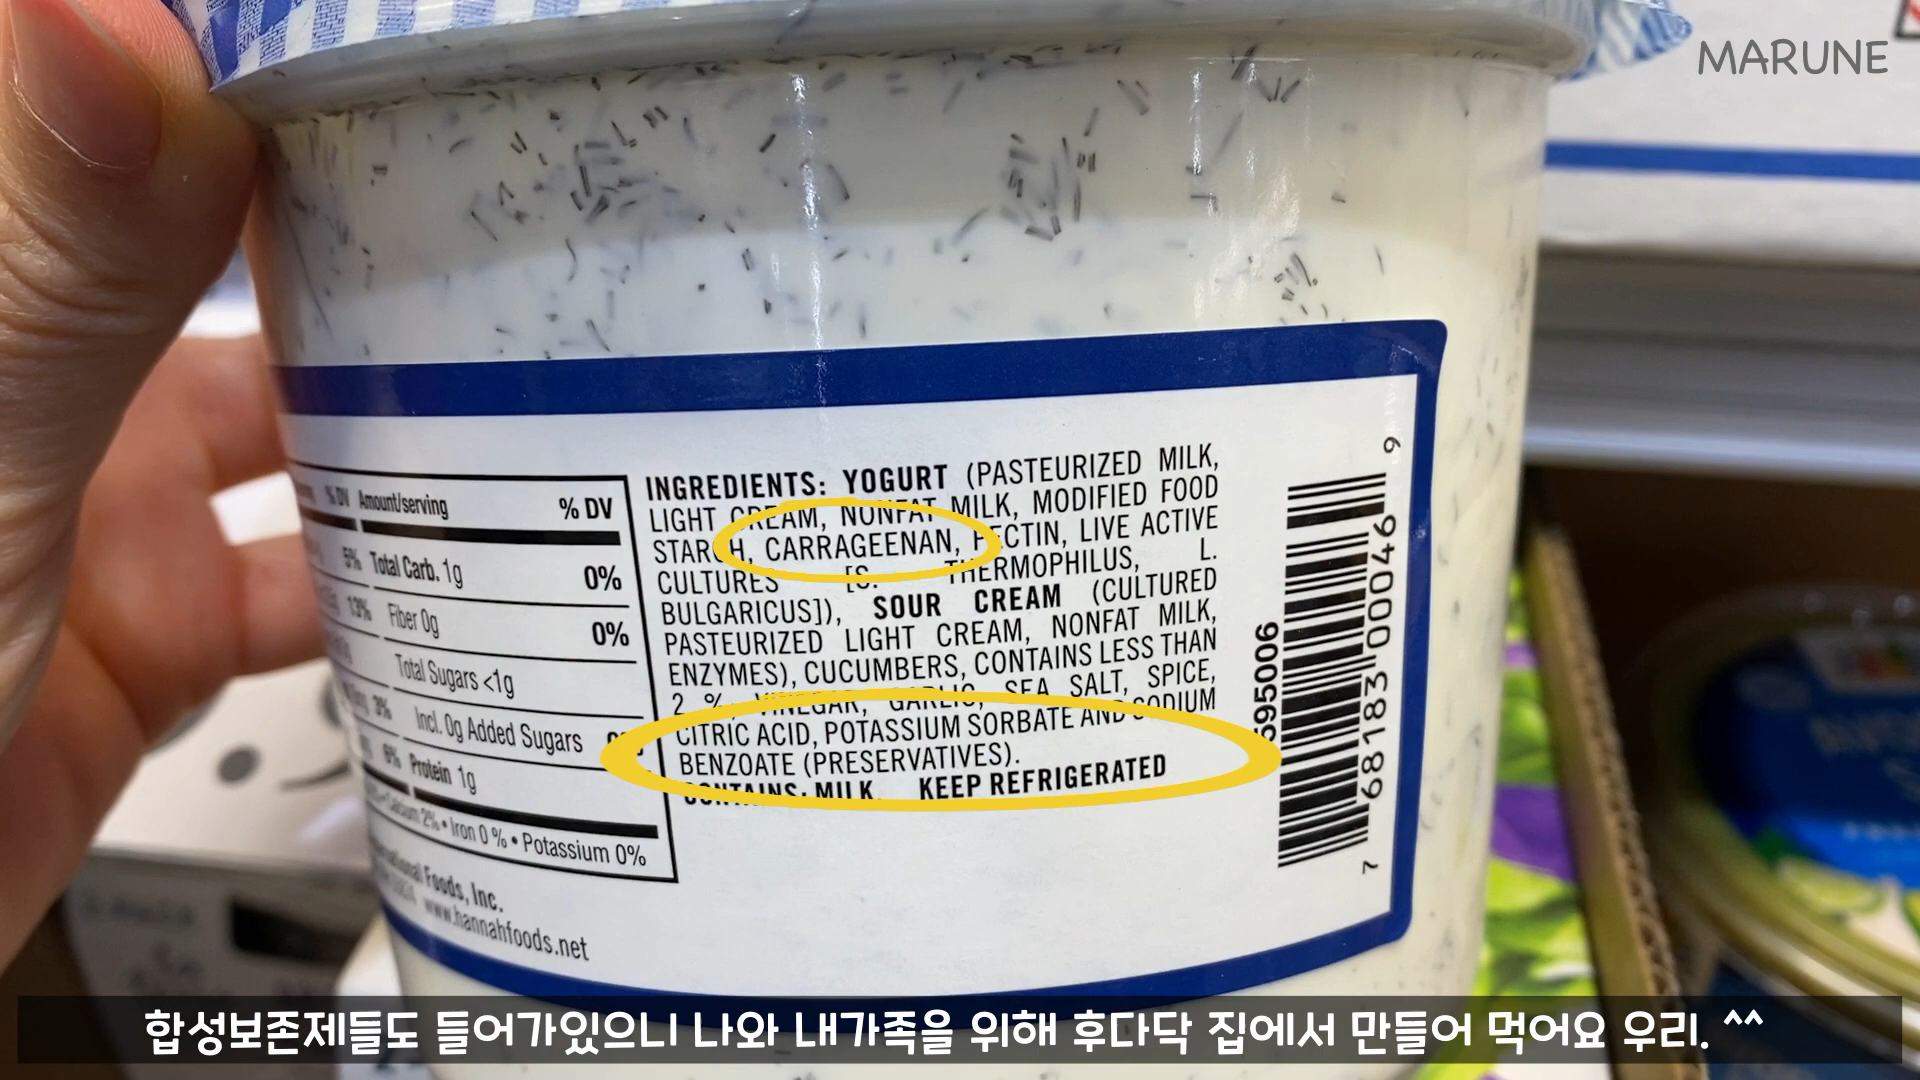 MARUNE
% DV Amount/serving % DV
5% Total Carb. 1g 0%
13% Fiber 0g 0%
Total Sugars <1g
3% Incl. 0g Added Sugars
6% Protein 1g
Calcium 2% • Iron 0 % • Potassium 0%
Foods, Inc.
www.hannahfoods.net
INGREDIENTS: YOGURT (PASTEURIZED MILK,
LIGHT CREAM, NONFAT MILK, MODIFIED FOOD
STARCH, CARRAGEENAN, PECTIN, LIVE ACTIVE
CULTURES [S. THERMOPHILUS, L.
BULGARICUS]), SOUR CREAM (CULTURED
PASTEURIZED LIGHT CREAM, NONFAT MILK,
ENZYMES), CUCUMBERS, CONTAINS LESS THAN
2 %, VINEGAR, GARLIC, SEA SALT, SPICE,
CITRIC ACID, POTASSIUM SORBATE AND SODIUM
BENZOATE (PRESERVATIVES).
CONTAINS: MILK. KEEP REFRIGERATED
595006
7 68183 00046 9
합성보존제들도 들어가있으니 나와 내가족을 위해 후다닥 집에서 만들어 먹어요 우리. ^^